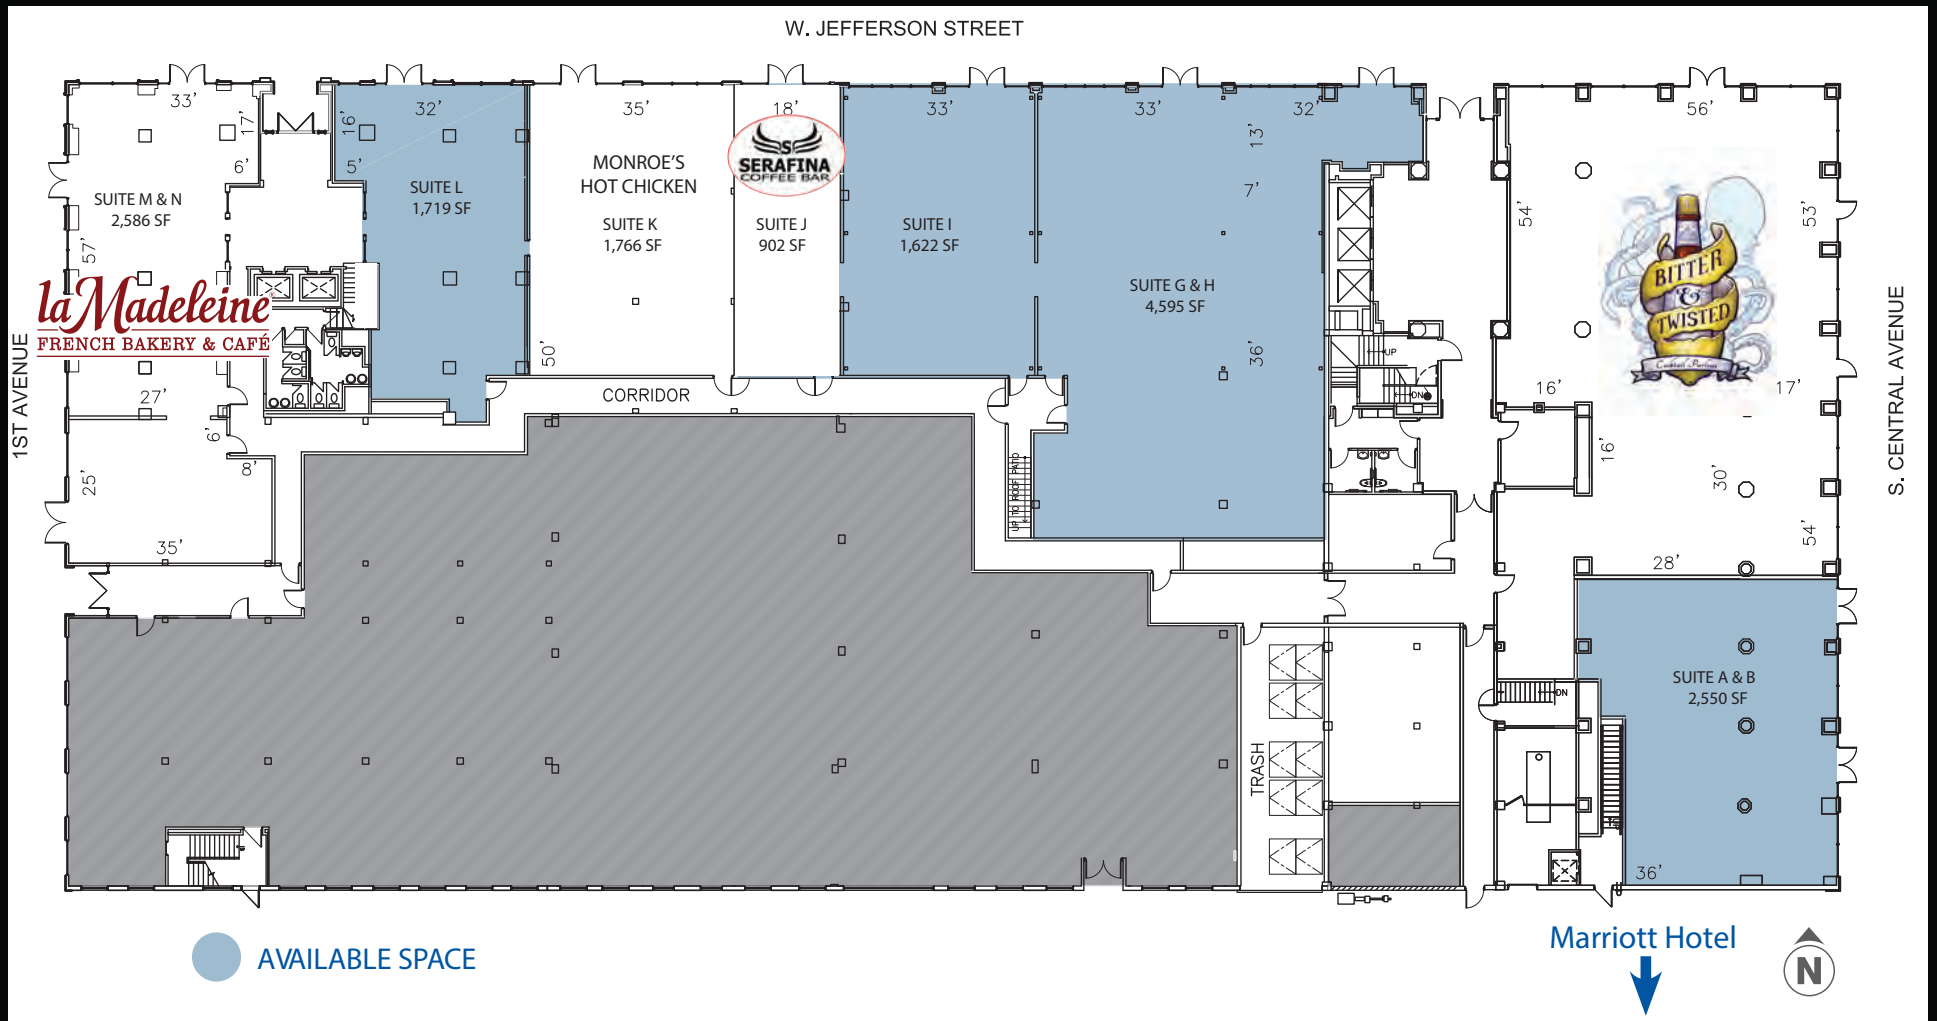 W. JEFFERSON STREET
33'
17'
6'
SUITE M & N
2,586 SF
57'
la Madeleine
FRENCH BAKERY & CAFÉ
1ST AVENUE
27'
6'
8'
25'
35'
16'
32'
5'
SUITE L
1,719 SF
35'
MONROE'S
HOT CHICKEN
SUITE K
1,766 SF
50'
18'
S
SERAFINA
COFFEE BAR
SUITE J
902 SF
CORRIDOR
33'
SUITE I
1,622 SF
33'
32'
13'
7'
SUITE G & H
4,595 SF
36'
UP TO ROOF PATIO
UP
DN
56'
54'
53'
BITTER
&
TWISTED
Cocktail Parlour
16'
17'
16'
30'
54'
28'
S. CENTRAL AVENUE
SUITE A & B
2,550 SF
DN
36'
TRASH
AVAILABLE SPACE
Marriott Hotel
N